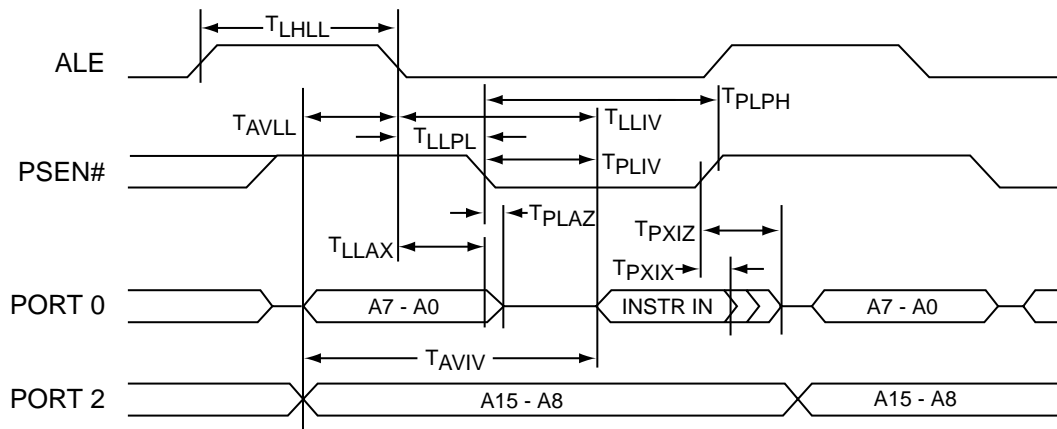 TLHLL
ALE
TPLPH
TAVLL
TLLIV
TLLPL
PSEN#
TPLIV
TPLAZ
TLLAX
TPXIZ
TPXIX
PORT 0
A7 - A0
INSTR IN
A7 - A0
TAVIV
PORT 2
A15 - A8
A15 - A8